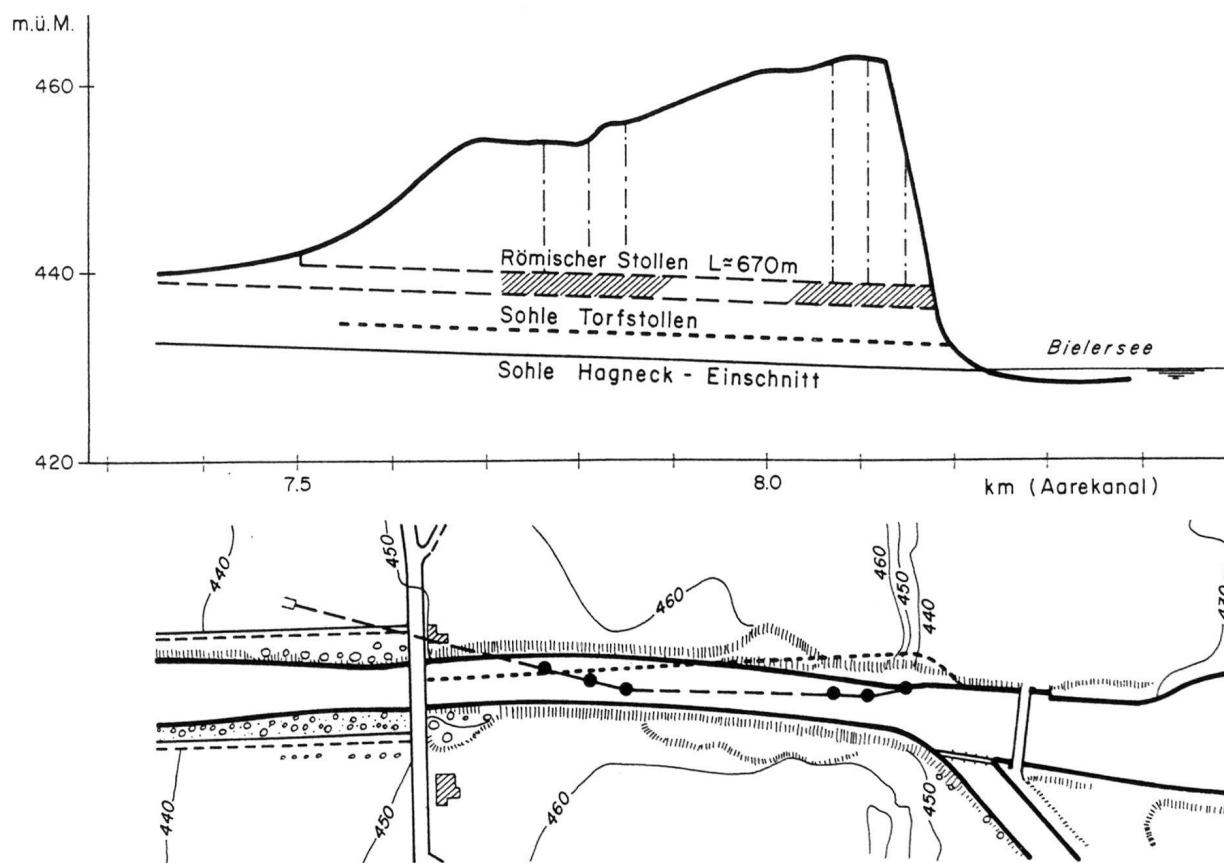 m.ü.M.
460
440
Römischer Stollen L≃670m
Sohle Torfstollen
Bielersee
Sohle Hagneck - Einschnitt
420
7.5
8.0
km (Aarekanal)
440
450
460
460
450
440
430
440
450
460
450